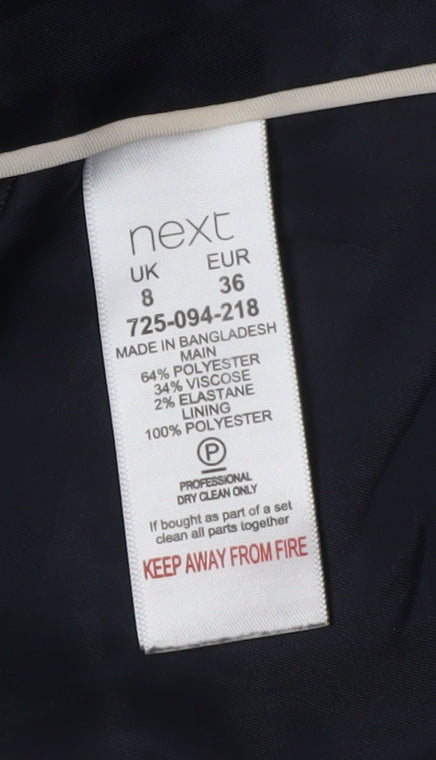 next
UK EUR
8 36
725-094-218
MADE IN BANGLADESH
MAIN
64% POLYESTER
34% VISCOSE
2% ELASTANE
LINING
100% POLYESTER
P
PROFESSIONAL
DRY CLEAN ONLY
If bought as part of a set
clean all parts together
KEEP AWAY FROM FIRE